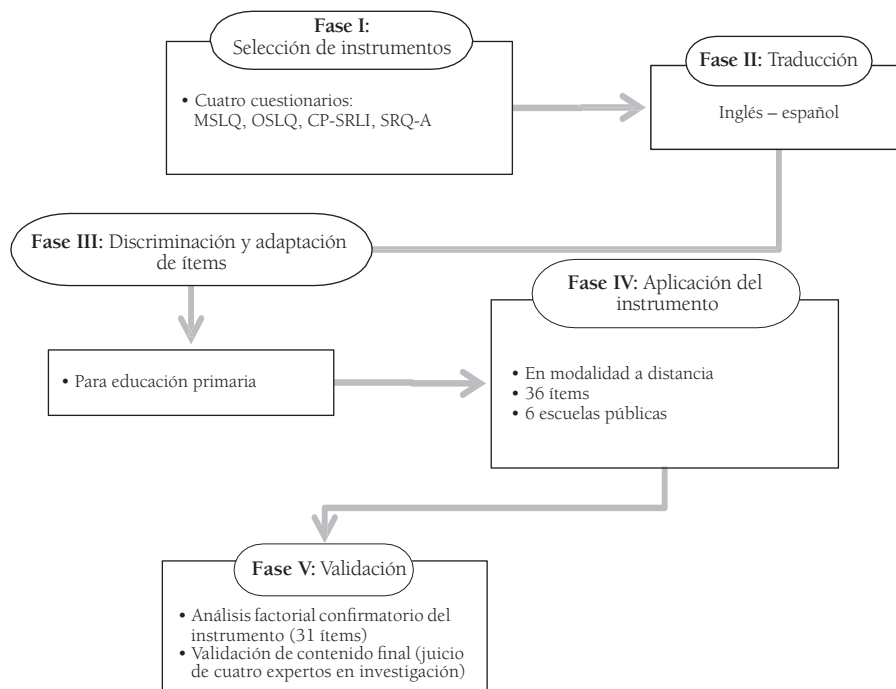 Fase I:
Selección de instrumentos
• Cuatro cuestionarios:
MSLQ, OSLQ, CP-SRLI, SRQ-A
Fase II: Traducción
Inglés – español
Fase III: Discriminación y adaptación
de ítems
• Para educación primaria
Fase IV: Aplicación del
instrumento
• En modalidad a distancia
• 36 ítems
• 6 escuelas públicas
Fase V: Validación
• Análisis factorial confirmatorio del
instrumento (31 ítems)
• Validación de contenido final (juicio
de cuatro expertos en investigación)